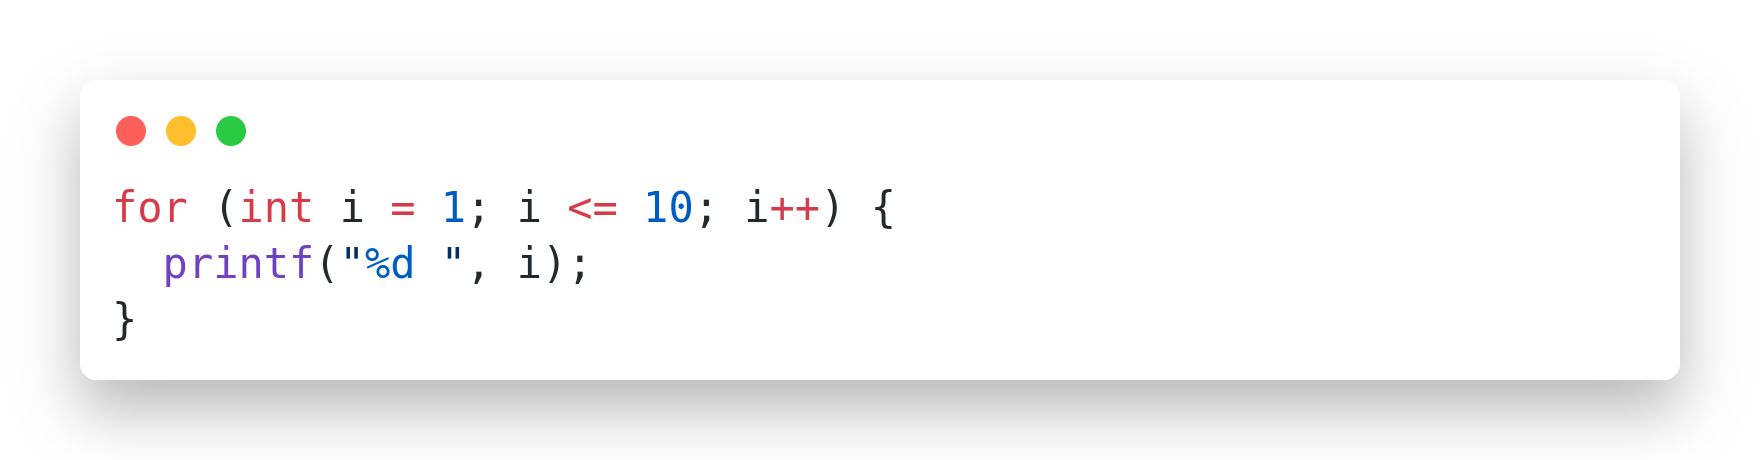 for (int i = 1; i <= 10; i++) {
  printf("%d ", i);
}